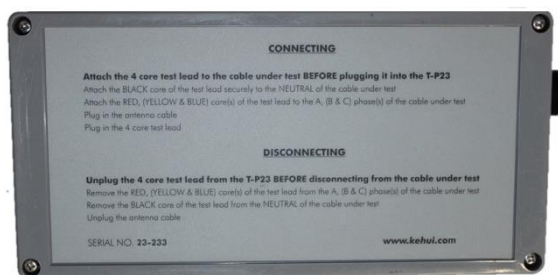 CONNECTING
Attach the 4 core test lead to the cable under test BEFORE plugging it into the T-P23
Attach the BLACK core of the test lead securely to the NEUTRAL of the cable under test
Attach the RED, (YELLOW & BLUE) core(s) of the test lead to the A, (B & C) phase(s) of the cable under test
Plug in the antenna cable
Plug in the 4 core test lead
DISCONNECTING
Unplug the 4 core test lead from the T-P23 BEFORE disconnecting from the cable under test
Remove the RED, (YELLOW & BLUE) core(s) of the test lead from the A, (B & C) phase(s) of the cable under test
Remove the BLACK core of the test lead from the NEUTRAL of the cable under test
Unplug the antenna cable
SERIAL NO. 23-233 www.kehui.com